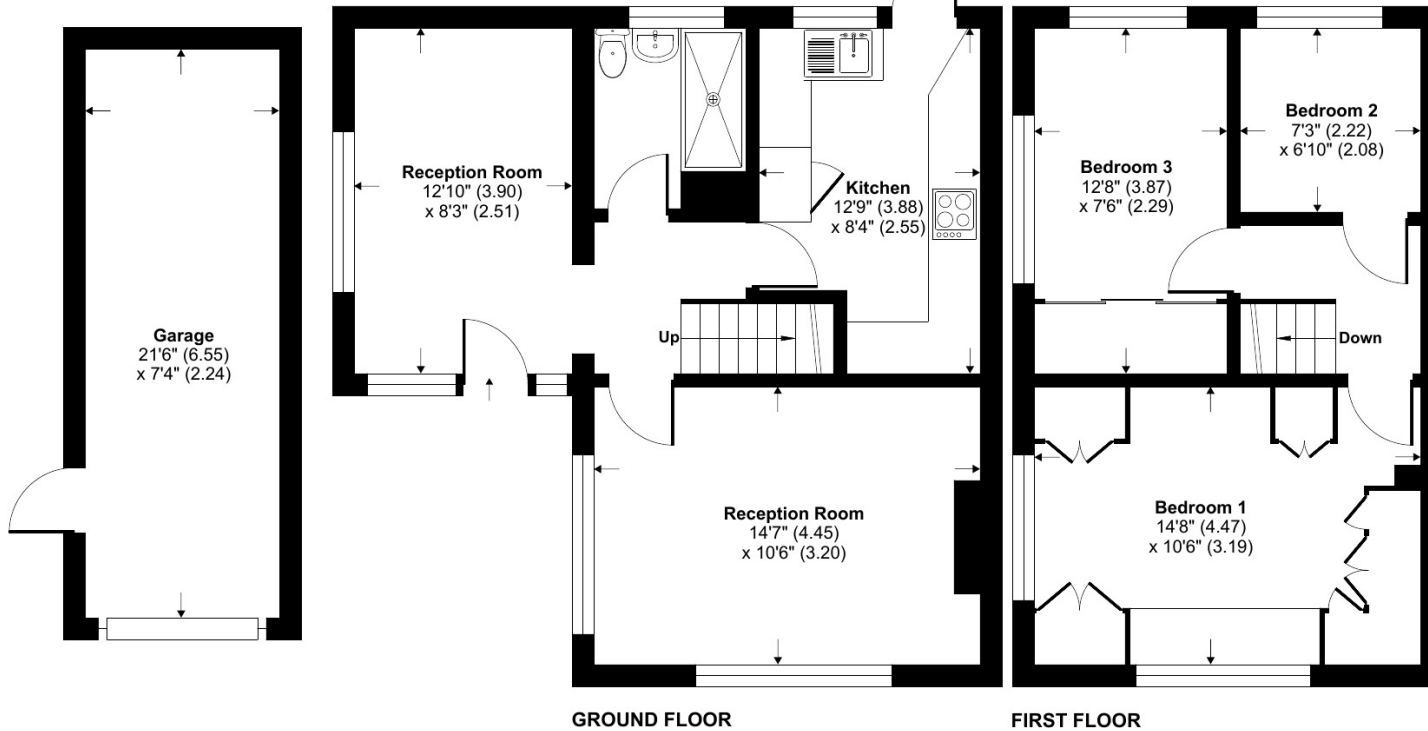 Garage
21'6" (6.55)
x 7'4" (2.24)
Reception Room
12'10" (3.90)
x 8'3" (2.51)
Kitchen
12'9" (3.88)
x 8'4" (2.55)
Up
Reception Room
14'7" (4.45)
x 10'6" (3.20)
GROUND FLOOR
Bedroom 3
12'8" (3.87)
x 7'6" (2.29)
Bedroom 2
7'3" (2.22)
x 6'10" (2.08)
Down
Bedroom 1
14'8" (4.47)
x 10'6" (3.19)
FIRST FLOOR